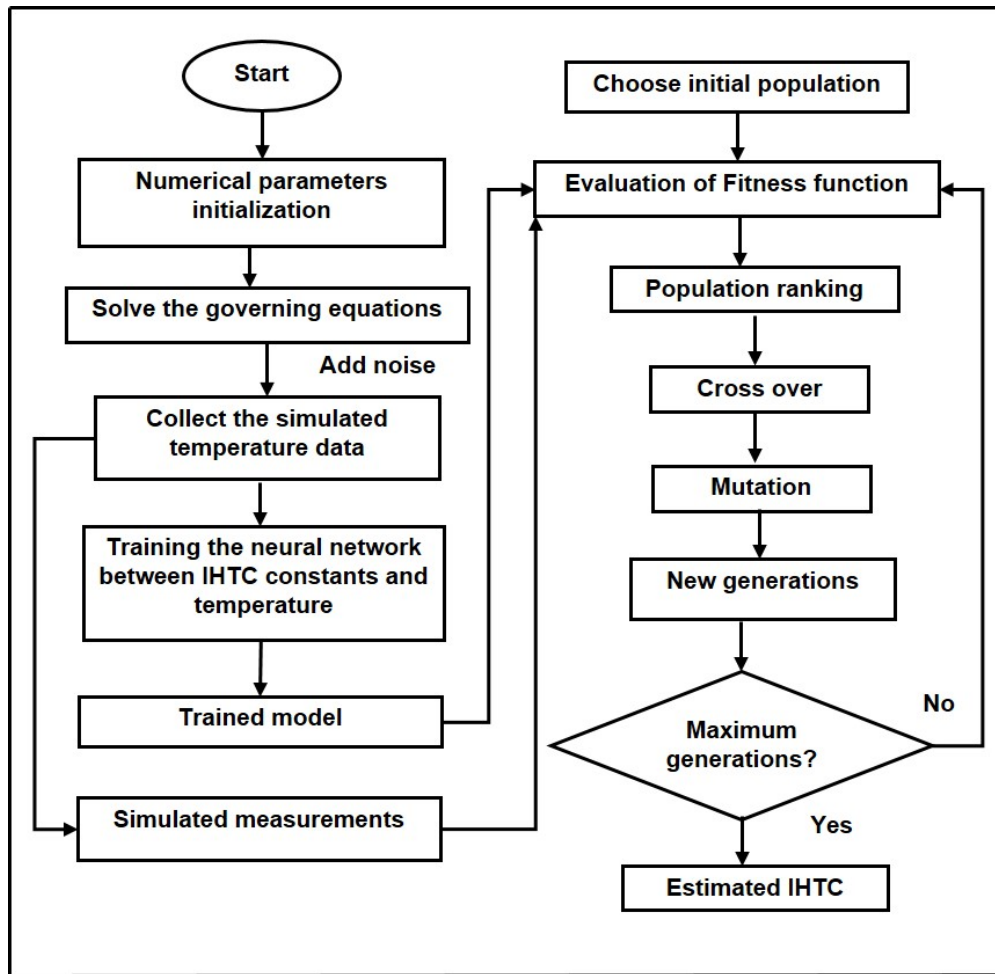 Start
Numerical parameters
initialization
Solve the governing equations
Add noise
Collect the simulated
temperature data
Training the neural network
between IHTC constants and
temperature
Trained model
Simulated measurements
Choose initial population
Evaluation of Fitness function
Population ranking
Cross over
Mutation
New generations
Maximum
generations?
No
Yes
Estimated IHTC